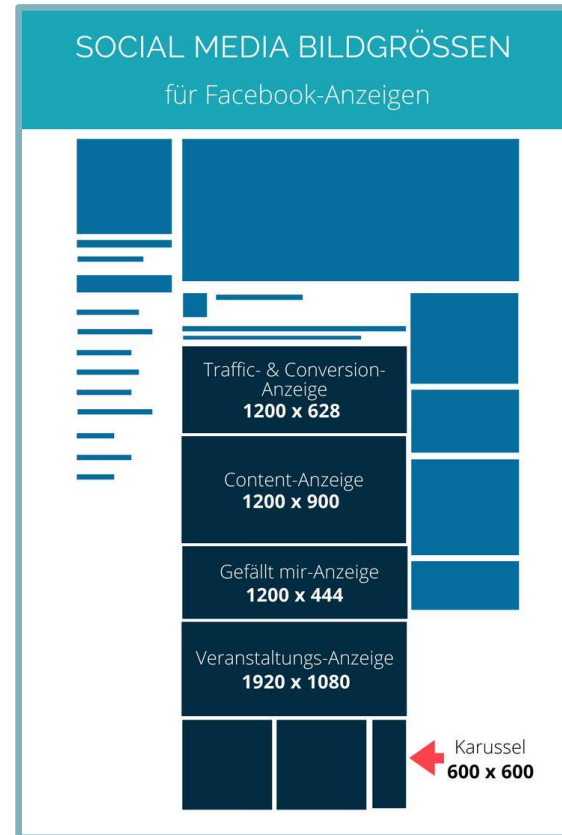 SOCIAL MEDIA BILDGRÖSSEN
für Facebook-Anzeigen
Traffic- & Conversion-
Anzeige
1200 x 628
Content-Anzeige
1200 x 900
Gefällt mir-Anzeige
1200 x 444
Veranstaltungs-Anzeige
1920 x 1080
Karussel
600 x 600